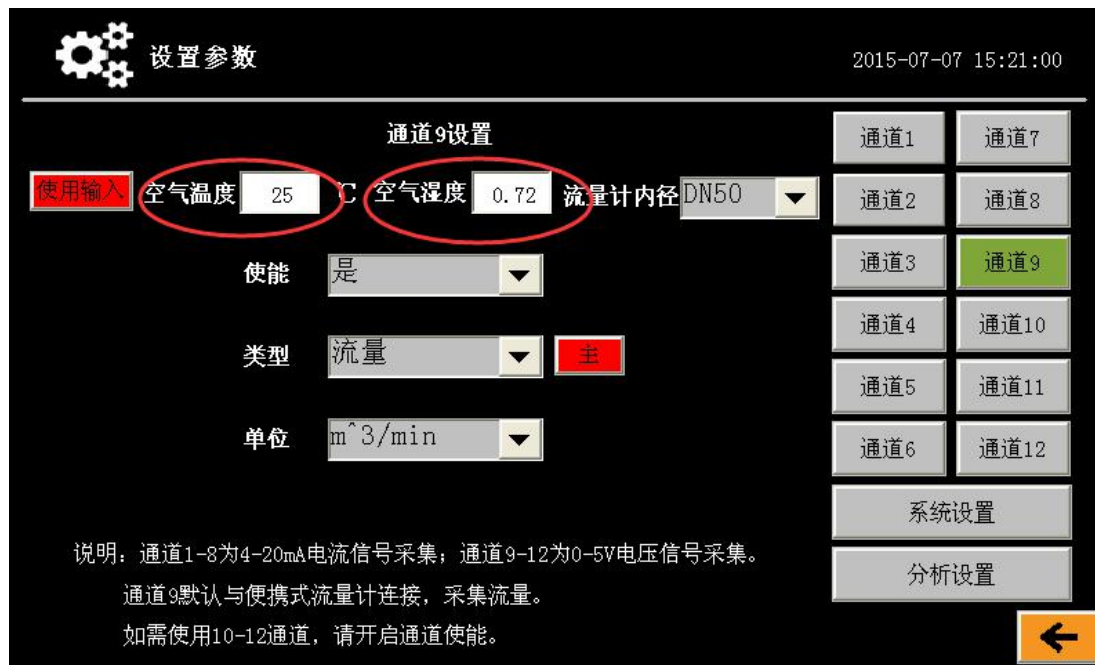 设置参数
2015-07-07 15:21:00
通道9设置
使用输入 空气温度 25 ℃ 空气湿度 0.72 流量计内径 DN50
使能 是
类型 流量 主
单位 m^3/min
说明：通道1-8为4-20mA电流信号采集；通道9-12为0-5V电压信号采集。
通道9默认与便携式流量计连接，采集流量。
如需使用10-12通道，请开启通道使能。
通道1 通道7
通道2 通道8
通道3 通道9
通道4 通道10
通道5 通道11
通道6 通道12
系统设置
分析设置